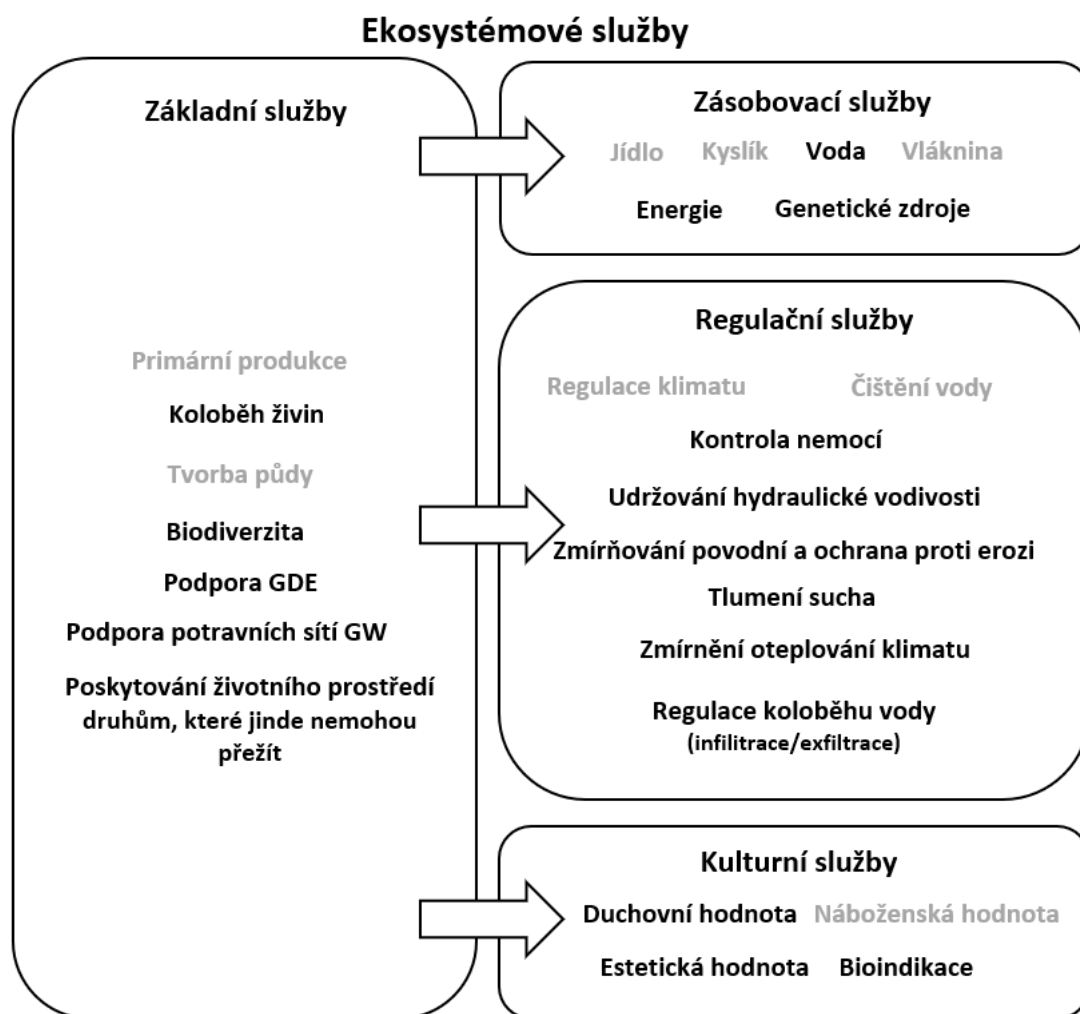 Ekosystémové služby
Základní služby
Primární produkce
Koloběh živin
Tvorba půdy
Biodiverzita
Podpora GDE
Podpora potravních sítí GW
Poskytování životního prostředí
druhům, které jinde nemohou
přežít
Zásobovací služby
Jídlo Kyslík Voda Vláknina
Energie Genetické zdroje
Regulační služby
Regulace klimatu Čištění vody
Kontrola nemocí
Udržování hydraulické vodivosti
Zmírňování povodní a ochrana proti erozi
Tlumení sucha
Zmírnění oteplování klimatu
Regulace koloběhu vody
(infilitrace/exfiltrace)
Kulturní služby
Duchovní hodnota Náboženská hodnota
Estetická hodnota Bioindikace